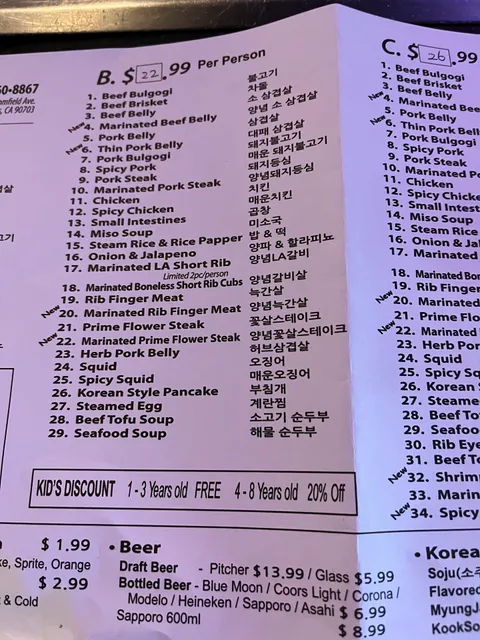 60-8867
omfield Ave.
, CA 90703
B. $ 22 .99 Per Person
1. Beef Bulgogi 불고기
2. Beef Brisket 차돌
3. Beef Belly 소 삼겹살
New 4. Marinated Beef Belly 양념 소 삼겹살
5. Pork Belly 삼겹살
New 6. Thin Pork Belly 대패 삼겹살
7. Pork Bulgogi 돼지불고기
8. Spicy Pork 매운 돼지불고기
9. Pork Steak 돼지등심
10. Marinated Pork Steak 양념돼지등심
11. Chicken 치킨
12. Spicy Chicken 매운치킨
13. Small Intestines 곱창
14. Miso Soup 미소국
15. Steam Rice & Rice Papper 밥 & 떡
16. Onion & Jalapeno 양파 & 할라피뇨
17. Marinated LA Short Rib 양념LA갈비
Limited 2pc/person
18. Marinated Boneless Short Rib Cubs 양념갈비살
19. Rib Finger Meat 늑간살
New 20. Marinated Rib Finger Meat 양념늑간살
21. Prime Flower Steak 꽃살스테이크
New 22. Marinated Prime Flower Steak 양념꽃살스테이크
23. Herb Pork Belly 허브삼겹살
24. Squid 오징어
25. Spicy Squid 매운오징어
26. Korean Style Pancake 부침개
27. Steamed Egg 계란찜
28. Beef Tofu Soup 소고기 순두부
29. Seafood Soup 해물 순두부
KID'S DISCOUNT 1 - 3 Years old FREE 4 - 8 Years old 20% Off
C. $ 26 .99
1. Beef Bulgogi
2. Beef Brisket
3. Beef Belly
New 4. Marinated Bee
5. Pork Belly
New 6. Thin Pork Bell
7. Pork Bulgogi
8. Spicy Pork
9. Pork Steak
10. Marinated Po
11. Chicken
12. Spicy Chicken
13. Small Intest
14. Miso Soup
15. Steam Rice
16. Onion & Ja
17. Marinated
18. Marinated Bon
19. Rib Finger
New 20. Marinated
21. Prime Flo
New 22. Marinated
23. Herb Por
24. Squid
25. Spicy Sq
26. Korean S
27. Steame
28. Beef To
29. Seafoo
30. Rib Eye
31. Beef To
New 32. Shrim
33. Marin
New 34. Spicy
$ 1.99
ke, Sprite, Orange
$ 2.99
& Cold
• Beer
Draft Beer - Pitcher $13.99 / Glass $5.99
Bottled Beer - Blue Moon / Coors Light / Corona /
Modelo / Heineken / Sapporo / Asahi $ 6.99
Sapporo 600ml $ 8.99
• Korea
Soju(소주
Flavored
MyungJa
KookSo